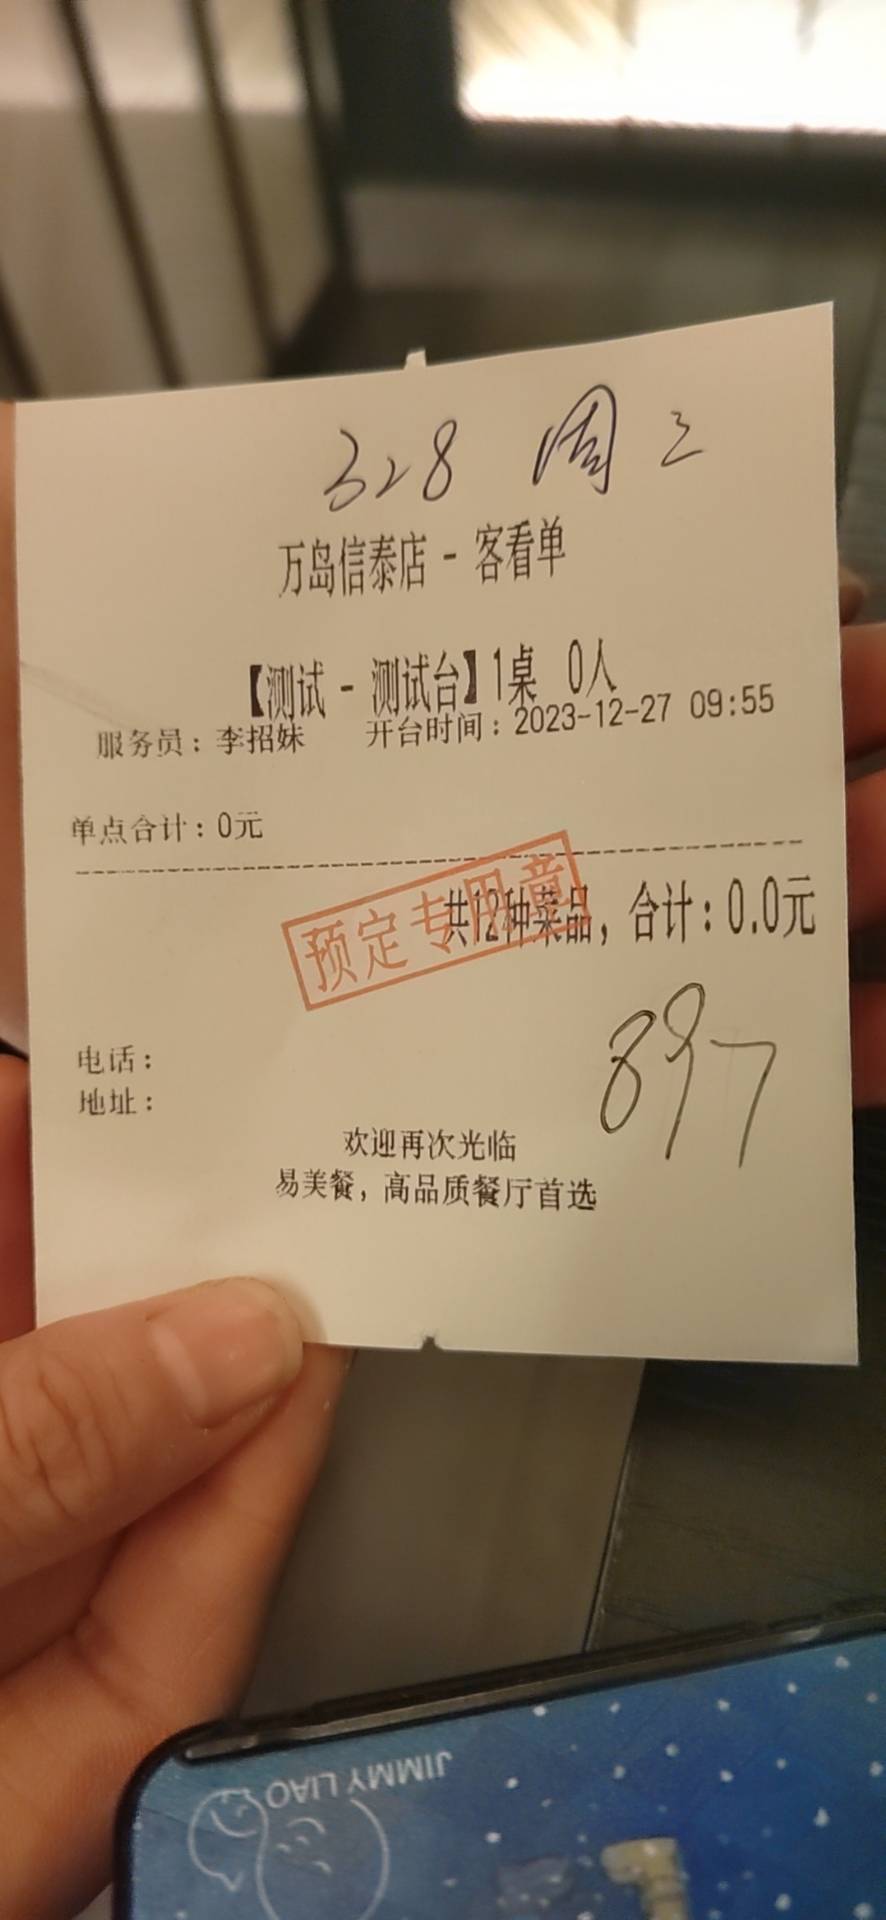 328 周三
万岛信泰店 - 客看单
【测试 - 测试台】1桌 0人
服务员：李招妹 开台时间：2023-12-27 09:55
单点合计：0元
共12种菜品，合计：0.0元
预定专用章
897
电话：
地址：
欢迎再次光临
易美餐，高品质餐厅首选
JIMMY LIAO